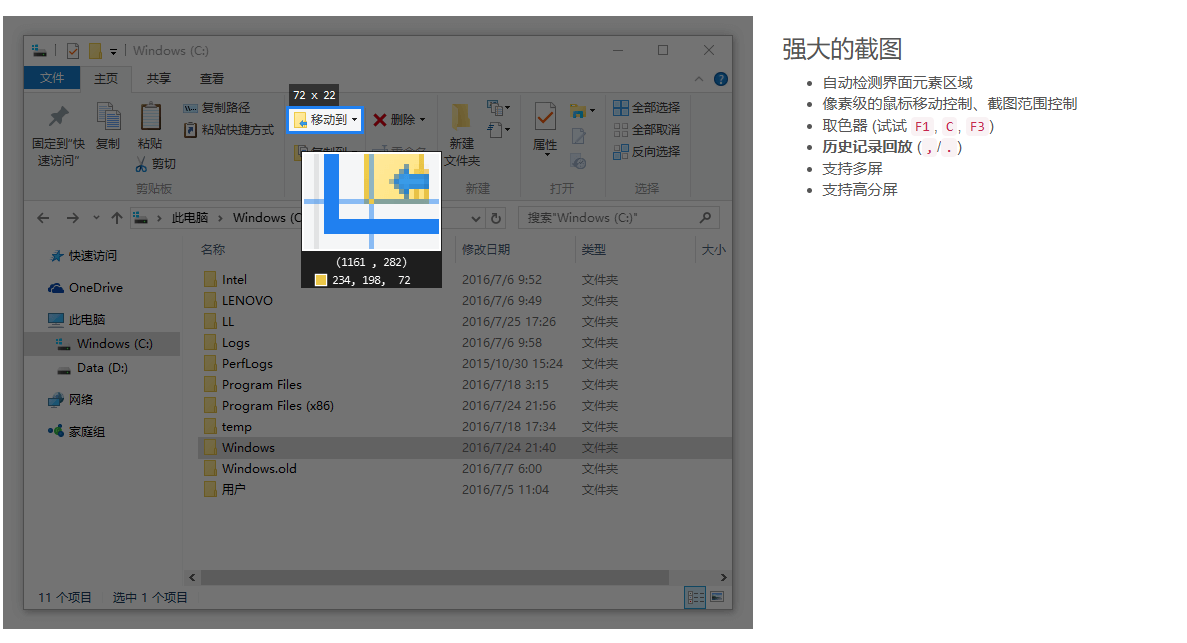 Windows (C:)
文件 主页 共享 查看
72 x 22
固定到"快速访问"
复制
粘贴
复制路径
粘贴快捷方式
剪切
剪贴板
移动到
删除
新建文件夹
新建
属性
打开
全部选择
全部取消
反向选择
选择
此电脑 Windows (C
搜索"Windows (C:)"
(1161 , 282)
234, 198, 72
快速访问
OneDrive
此电脑
Windows (C:)
Data (D:)
网络
家庭组
名称 修改日期 类型 大小
Intel 2016/7/6 9:52 文件夹
LENOVO 2016/7/6 9:49 文件夹
LL 2016/7/25 17:26 文件夹
Logs 2016/7/6 9:58 文件夹
PerfLogs 2015/10/30 15:24 文件夹
Program Files 2016/7/18 3:15 文件夹
Program Files (x86) 2016/7/24 21:56 文件夹
temp 2016/7/18 17:34 文件夹
Windows 2016/7/24 21:40 文件夹
Windows.old 2016/7/7 6:00 文件夹
用户 2016/7/5 11:04 文件夹
11 个项目 选中 1 个项目
强大的截图
自动检测界面元素区域
像素级的鼠标移动控制、截图范围控制
取色器 (试试 F1, C, F3)
历史记录回放 (,/.)
支持多屏
支持高分屏